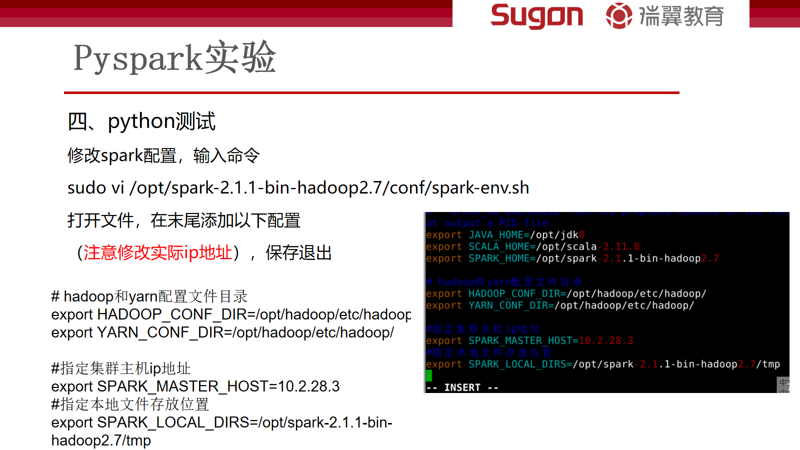 Sugon 瑞翼教育
Pyspark实验
四、python测试
修改spark配置，输入命令
sudo vi /opt/spark-2.1.1-bin-hadoop2.7/conf/spark-env.sh
打开文件，在末尾添加以下配置
（注意修改实际ip地址），保存退出
# hadoop和yarn配置文件目录
export HADOOP_CONF_DIR=/opt/hadoop/etc/hadoop
export YARN_CONF_DIR=/opt/hadoop/etc/hadoop/
#指定集群主机ip地址
export SPARK_MASTER_HOST=10.2.28.3
#指定本地文件存放位置
export SPARK_LOCAL_DIRS=/opt/spark-2.1.1-bin-
hadoop2.7/tmp
export JAVA_HOME=/opt/jdk8
export SCALA_HOME=/opt/scala-2.11.8
export SPARK_HOME=/opt/spark-2.1.1-bin-hadoop2.7
# hadoop和yarn配置文件目录
export HADOOP_CONF_DIR=/opt/hadoop/etc/hadoop/
export YARN_CONF_DIR=/opt/hadoop/etc/hadoop/
#指定集群主机ip地址
export SPARK_MASTER_HOST=10.2.28.3
#指定本地文件存放位置
export SPARK_LOCAL_DIRS=/opt/spark-2.1.1-bin-hadoop2.7/tmp
-- INSERT --